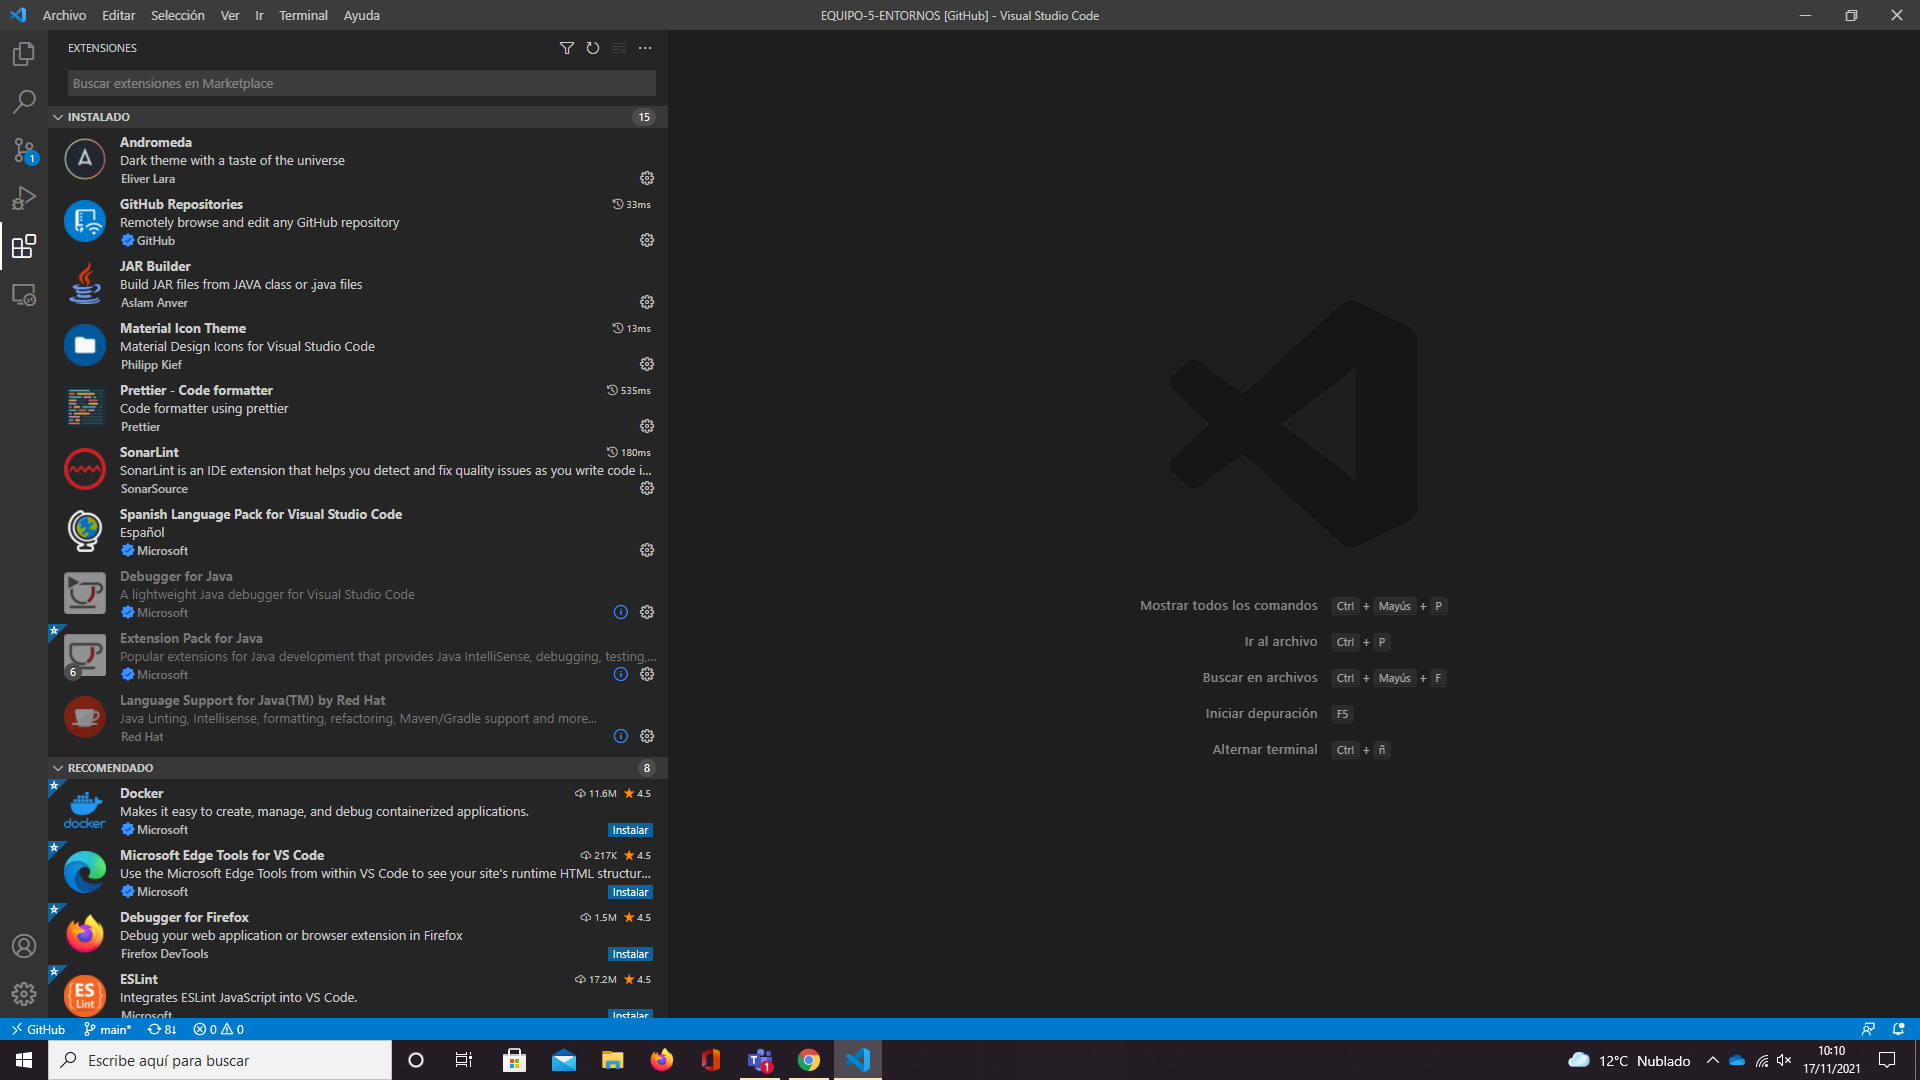 Archivo Editar Selección Ver Ir Terminal Ayuda
EQUIPO-5-ENTORNOS [GitHub] - Visual Studio Code
EXTENSIONES
Buscar extensiones en Marketplace
INSTALADO 15
Andromeda
Dark theme with a taste of the universe
Eliver Lara
GitHub Repositories 33ms
Remotely browse and edit any GitHub repository
GitHub
JAR Builder
Build JAR files from JAVA class or .java files
Aslam Anver
Material Icon Theme 13ms
Material Design Icons for Visual Studio Code
Philipp Kief
Prettier - Code formatter 535ms
Code formatter using prettier
Prettier
SonarLint 180ms
SonarLint is an IDE extension that helps you detect and fix quality issues as you write code i...
SonarSource
Spanish Language Pack for Visual Studio Code
Español
Microsoft
Debugger for Java
A lightweight Java debugger for Visual Studio Code
Microsoft
Extension Pack for Java
Popular extensions for Java development that provides Java IntelliSense, debugging, testing,...
6 Microsoft
Language Support for Java(TM) by Red Hat
Java Linting, Intellisense, formatting, refactoring, Maven/Gradle support and more...
Red Hat
RECOMENDADO 8
Docker 11.6M 4.5
Makes it easy to create, manage, and debug containerized applications.
docker
Microsoft Instalar
Microsoft Edge Tools for VS Code 217K 4.5
Use the Microsoft Edge Tools from within VS Code to see your site's runtime HTML structur...
Microsoft Instalar
Debugger for Firefox 1.5M 4.5
Debug your web application or browser extension in Firefox
Firefox DevTools Instalar
ESLint 17.2M 4.5
ES Lint
Integrates ESLint JavaScript into VS Code.
Microsoft Instalar
1
Mostrar todos los comandos Ctrl + Mayús + P
Ir al archivo Ctrl + P
Buscar en archivos Ctrl + Mayús + F
Iniciar depuración F5
Alternar terminal Ctrl + ñ
GitHub main* 8↓ 0 0
Escribe aquí para buscar
1
12°C Nublado
10:10
17/11/2021